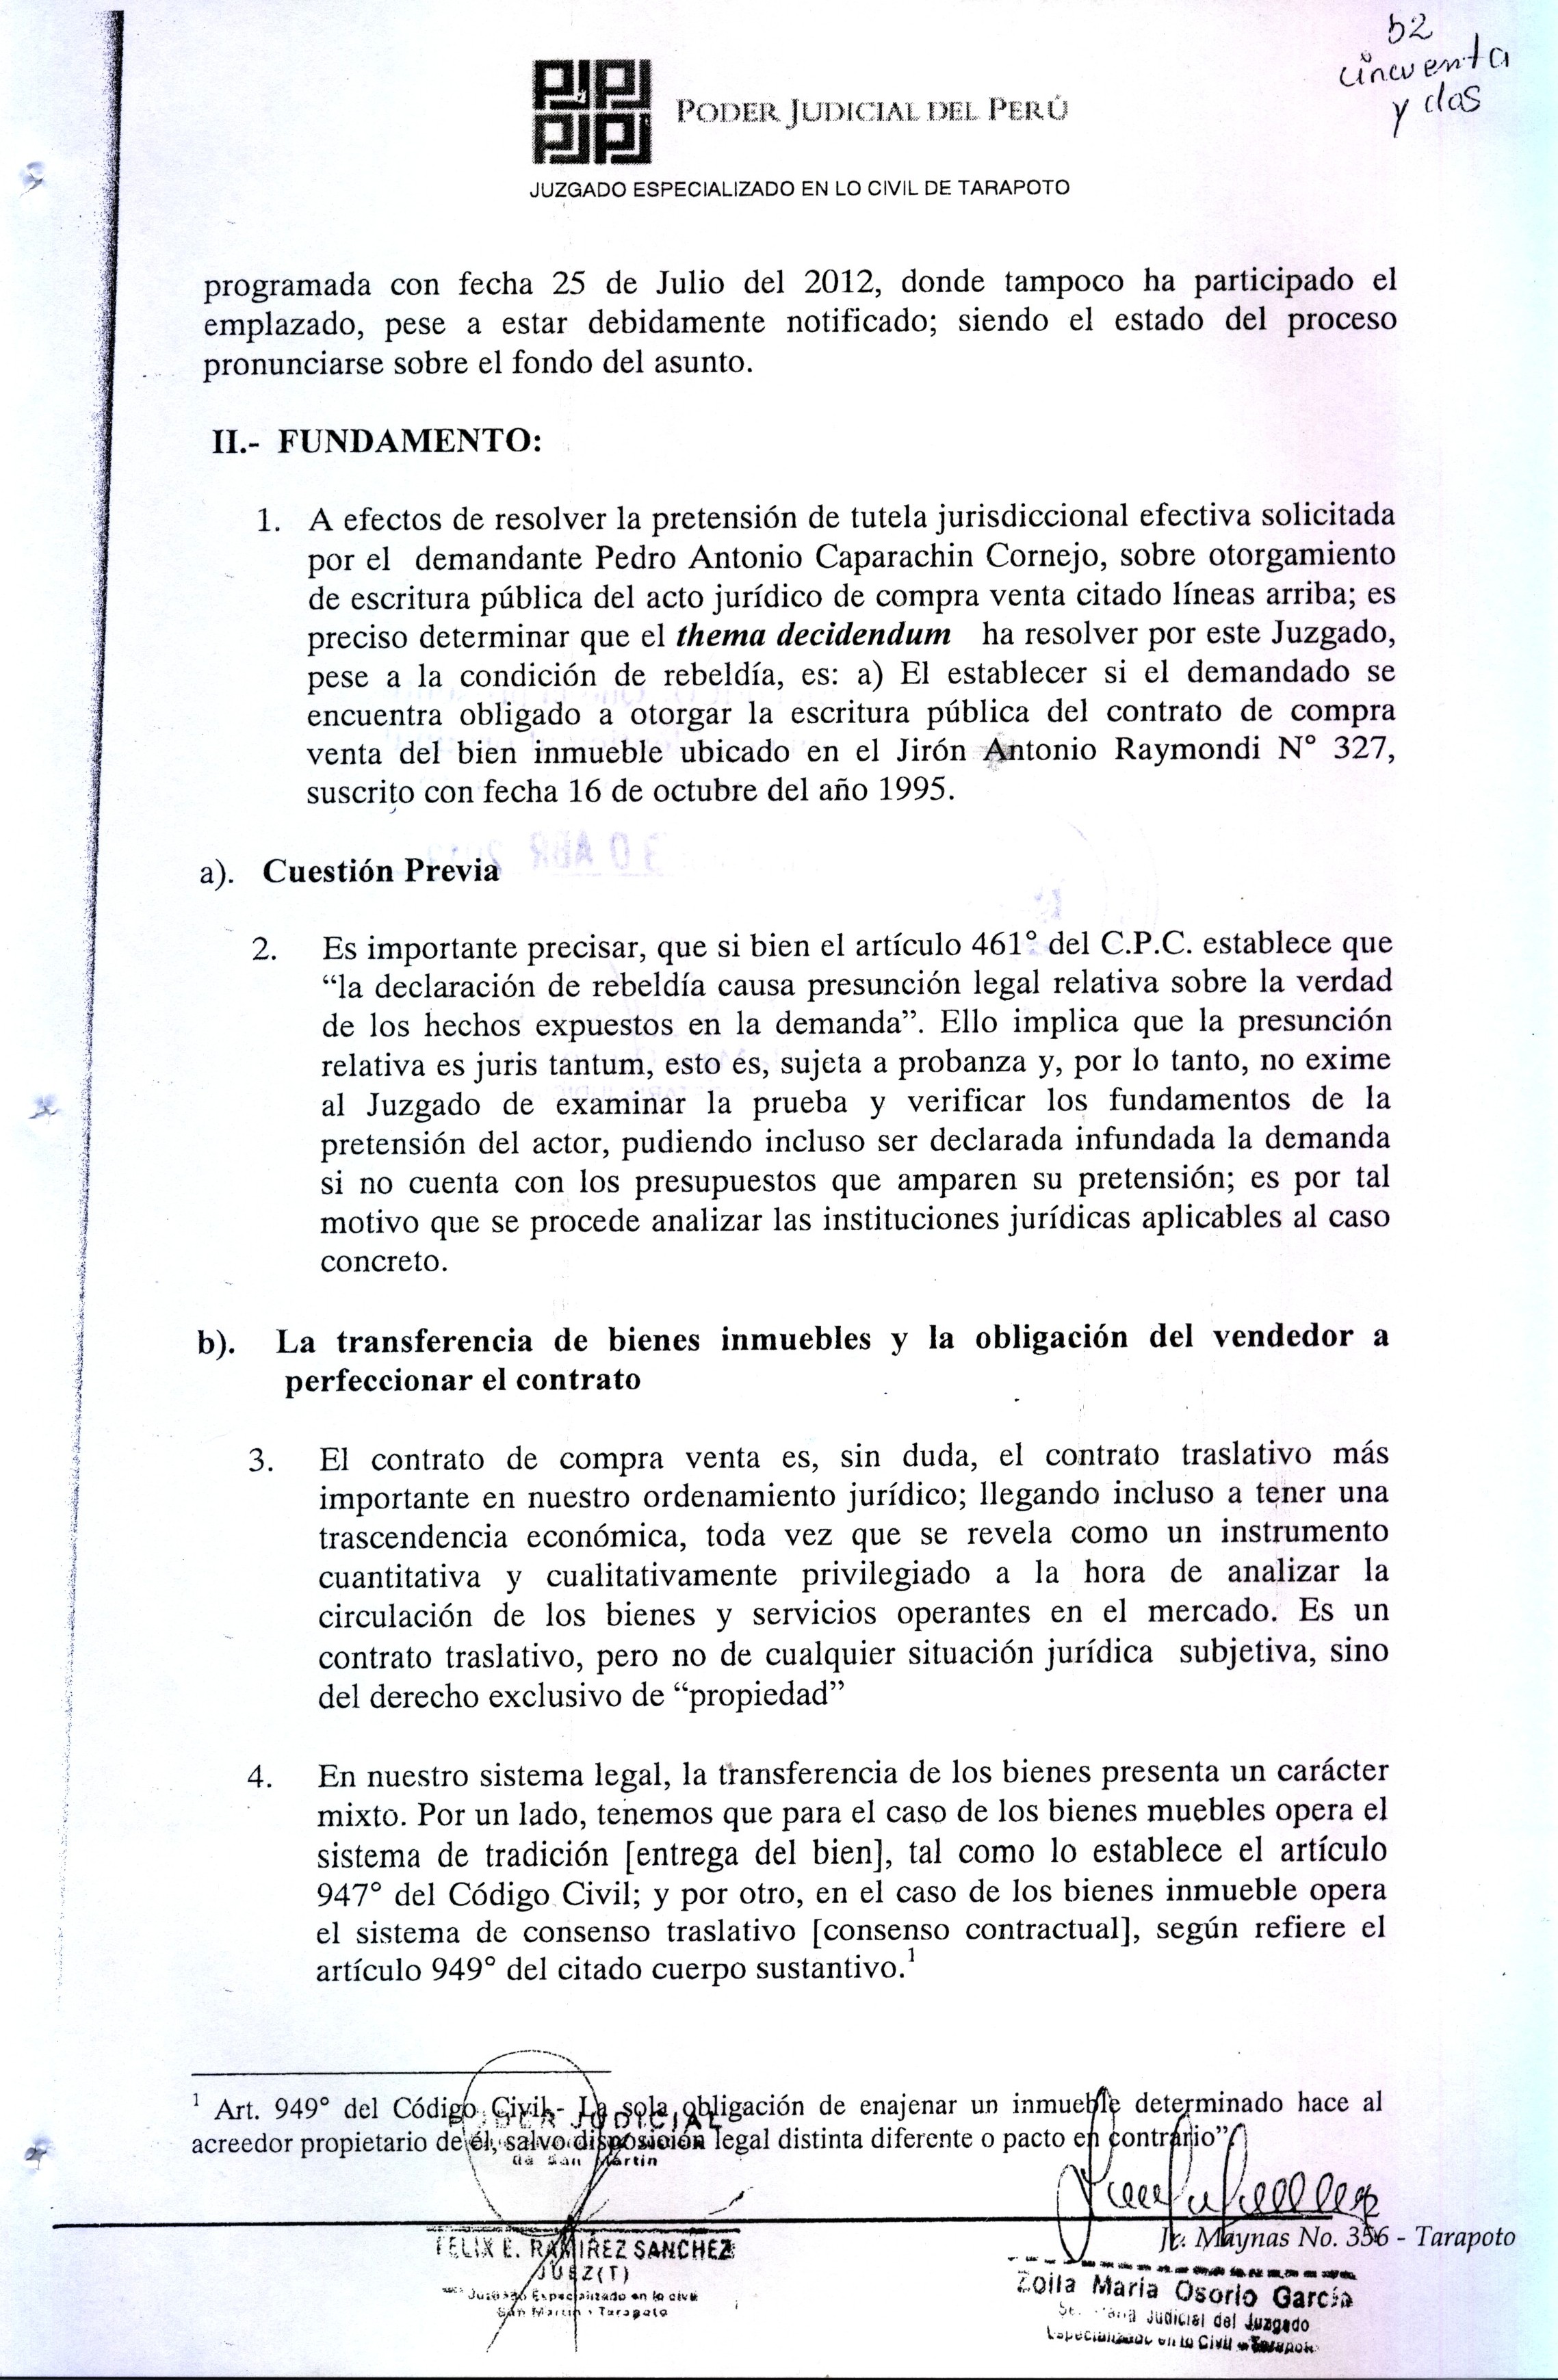 52
cincuenta
y dos
PODER JUDICIAL DEL PERÚ
JUZGADO ESPECIALIZADO EN LO CIVIL DE TARAPOTO
programada con fecha 25 de Julio del 2012, donde tampoco ha participado el
emplazado, pese a estar debidamente notificado; siendo el estado del proceso
pronunciarse sobre el fondo del asunto.
II.- FUNDAMENTO:
1. A efectos de resolver la pretensión de tutela jurisdiccional efectiva solicitada
por el demandante Pedro Antonio Caparachin Cornejo, sobre otorgamiento
de escritura pública del acto jurídico de compra venta citado líneas arriba; es
preciso determinar que el thema decidendum ha resolver por este Juzgado,
pese a la condición de rebeldía, es: a) El establecer si el demandado se
encuentra obligado a otorgar la escritura pública del contrato de compra
venta del bien inmueble ubicado en el Jirón Antonio Raymondi N° 327,
suscrito con fecha 16 de octubre del año 1995.
a). Cuestión Previa
2. Es importante precisar, que si bien el artículo 461° del C.P.C. establece que
“la declaración de rebeldía causa presunción legal relativa sobre la verdad
de los hechos expuestos en la demanda”. Ello implica que la presunción
relativa es juris tantum, esto es, sujeta a probanza y, por lo tanto, no exime
al Juzgado de examinar la prueba y verificar los fundamentos de la
pretensión del actor, pudiendo incluso ser declarada infundada la demanda
si no cuenta con los presupuestos que amparen su pretensión; es por tal
motivo que se procede analizar las instituciones jurídicas aplicables al caso
concreto.
b). La transferencia de bienes inmuebles y la obligación del vendedor a
perfeccionar el contrato
3. El contrato de compra venta es, sin duda, el contrato traslativo más
importante en nuestro ordenamiento jurídico; llegando incluso a tener una
trascendencia económica, toda vez que se revela como un instrumento
cuantitativa y cualitativamente privilegiado a la hora de analizar la
circulación de los bienes y servicios operantes en el mercado. Es un
contrato traslativo, pero no de cualquier situación jurídica subjetiva, sino
del derecho exclusivo de “propiedad”
4. En nuestro sistema legal, la transferencia de los bienes presenta un carácter
mixto. Por un lado, tenemos que para el caso de los bienes muebles opera el
sistema de tradición [entrega del bien], tal como lo establece el artículo
947° del Código Civil; y por otro, en el caso de los bienes inmueble opera
el sistema de consenso traslativo [consenso contractual], según refiere el
artículo 949° del citado cuerpo sustantivo.1
1 Art. 949° del Código Civil.- La sola obligación de enajenar un inmueble determinado hace al
acreedor propietario de él, salvo disposición legal distinta diferente o pacto en contrario”
PODER JUDICIAL
de San Martin
FELIX E. RAMIREZ SANCHEZ
JUEZ(T)
Juzgado Especializado en lo civil
San Martin - Tarapoto
Jr. Maynas No. 356 - Tarapoto
Zoila María Osorio García
Secretaria Judicial del Juzgado
Especializado en lo Civil - Tarapoto